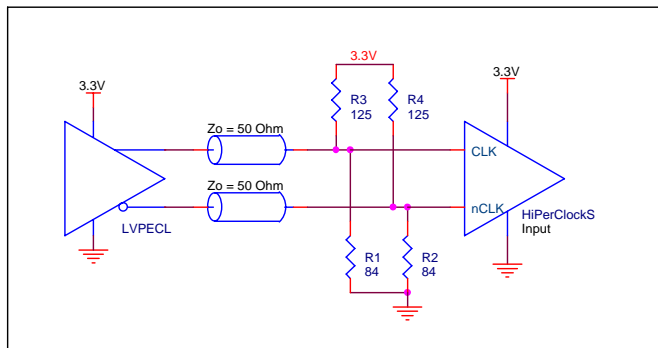 3.3V
3.3V
3.3V
R3
125
R4
125
Zo = 50 Ohm
CLK
Zo = 50 Ohm
nCLK
HiPerClockS
Input
LVPECL
R1
84
R2
84